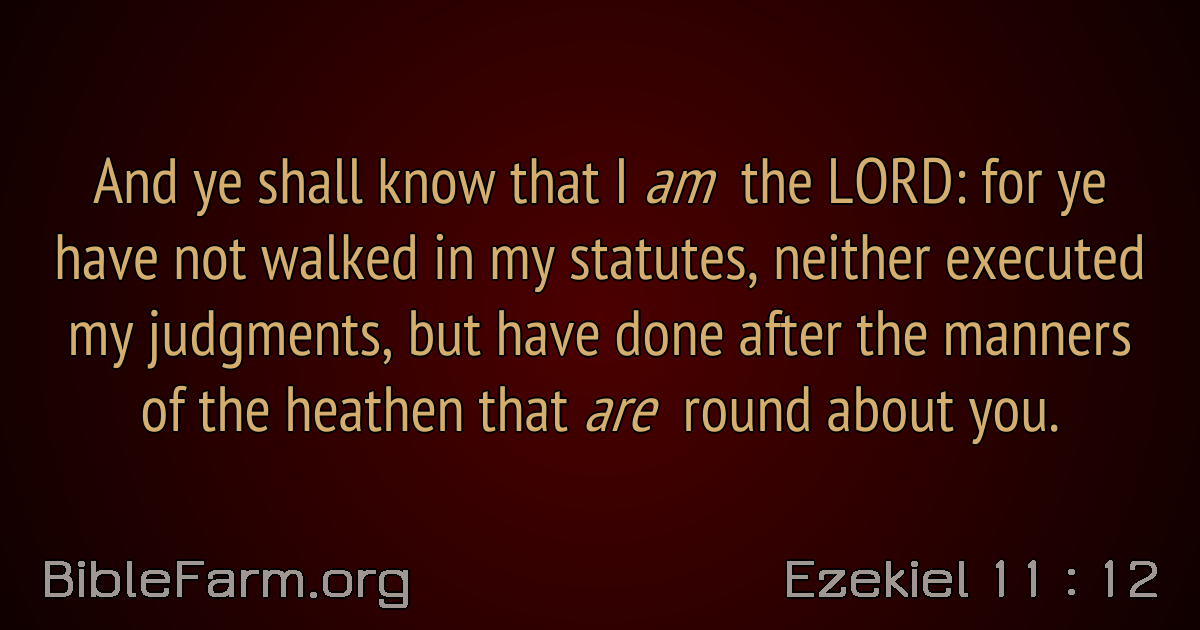 And ye shall know that I am the LORD: for ye
have not walked in my statutes, neither executed
my judgments, but have done after the manners
of the heathen that are round about you.
BibleFarm.org
Ezekiel 11 : 12